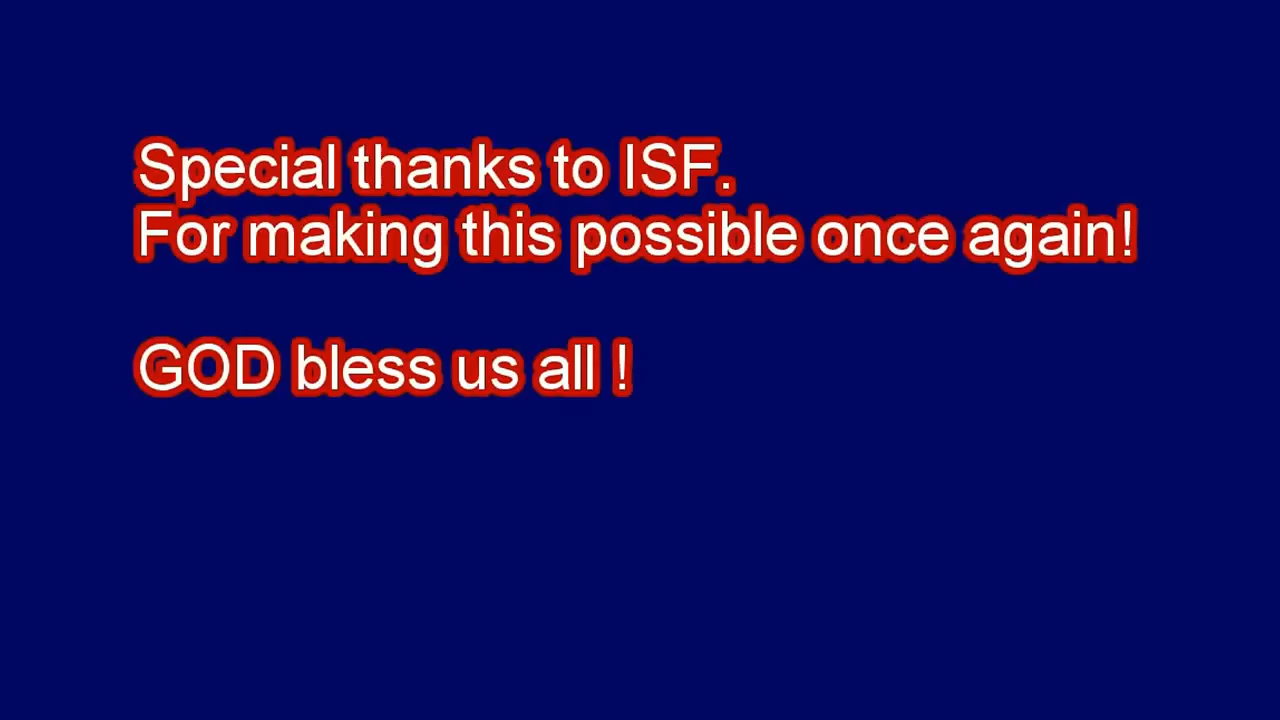 Special thanks to ISF.
For making this possible once again!
GOD bless us all !